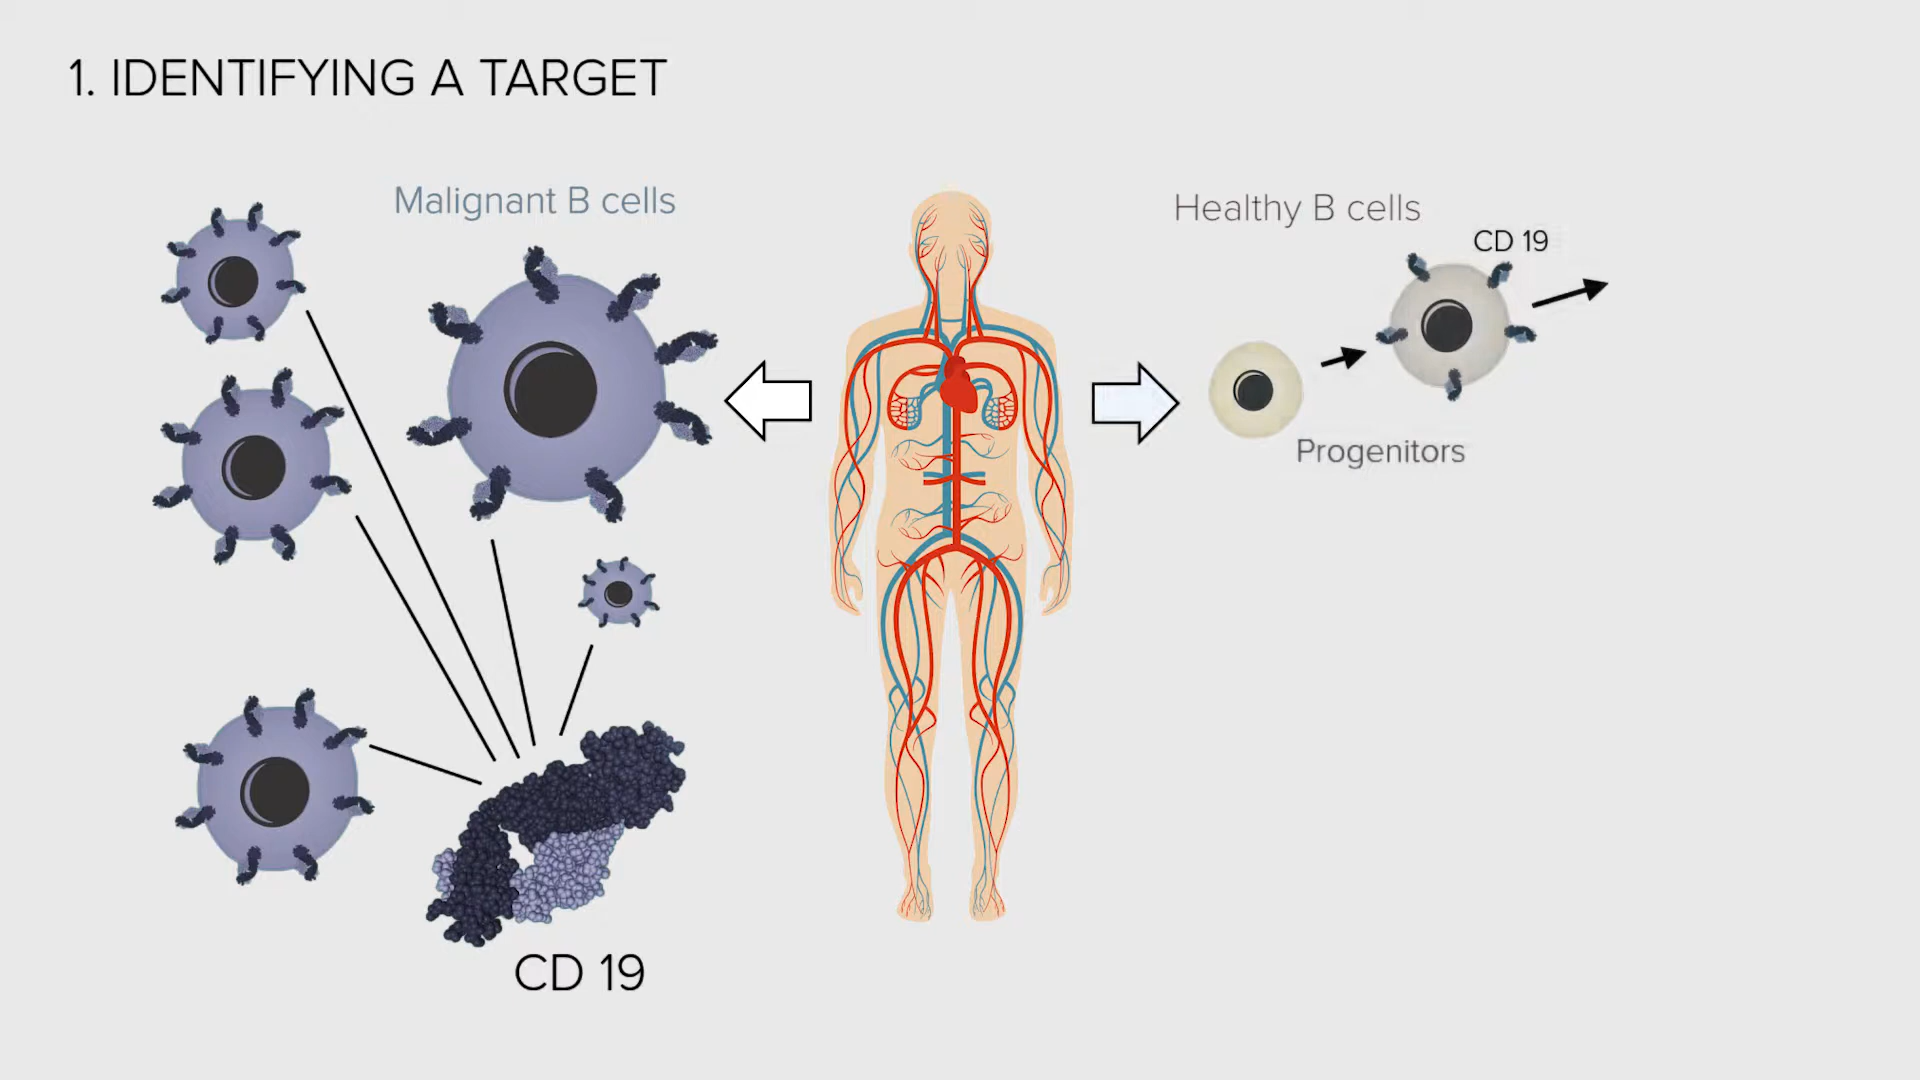 1. IDENTIFYING A TARGET
Malignant B cells
Healthy B cells
CD 19
Progenitors
CD 19